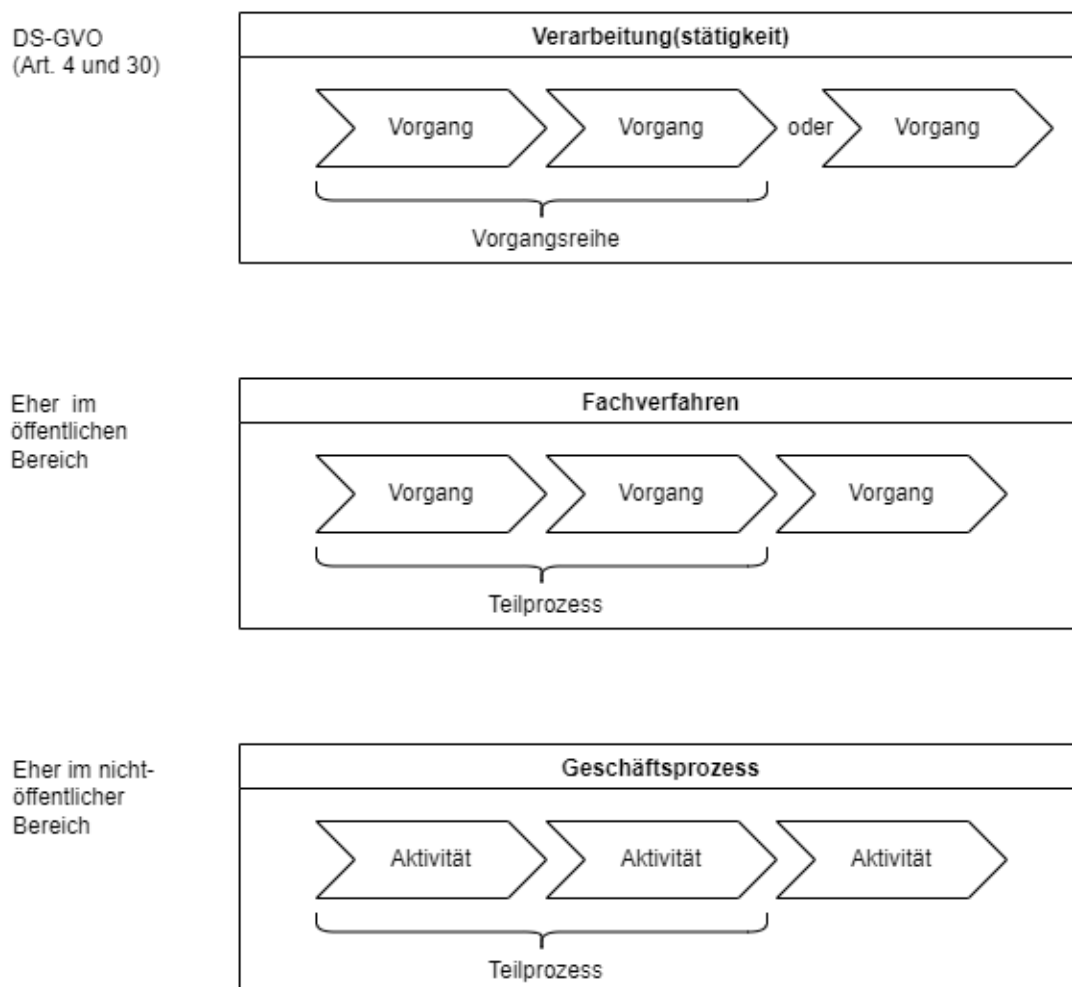 DS-GVO
(Art. 4 und 30)
Verarbeitung(stätigkeit)
Vorgang
Vorgang
oder
Vorgang
Vorgangsreihe
Eher im
öffentlichen
Bereich
Fachverfahren
Vorgang
Vorgang
Vorgang
Teilprozess
Eher im nicht-
öffentlicher
Bereich
Geschäftsprozess
Aktivität
Aktivität
Aktivität
Teilprozess